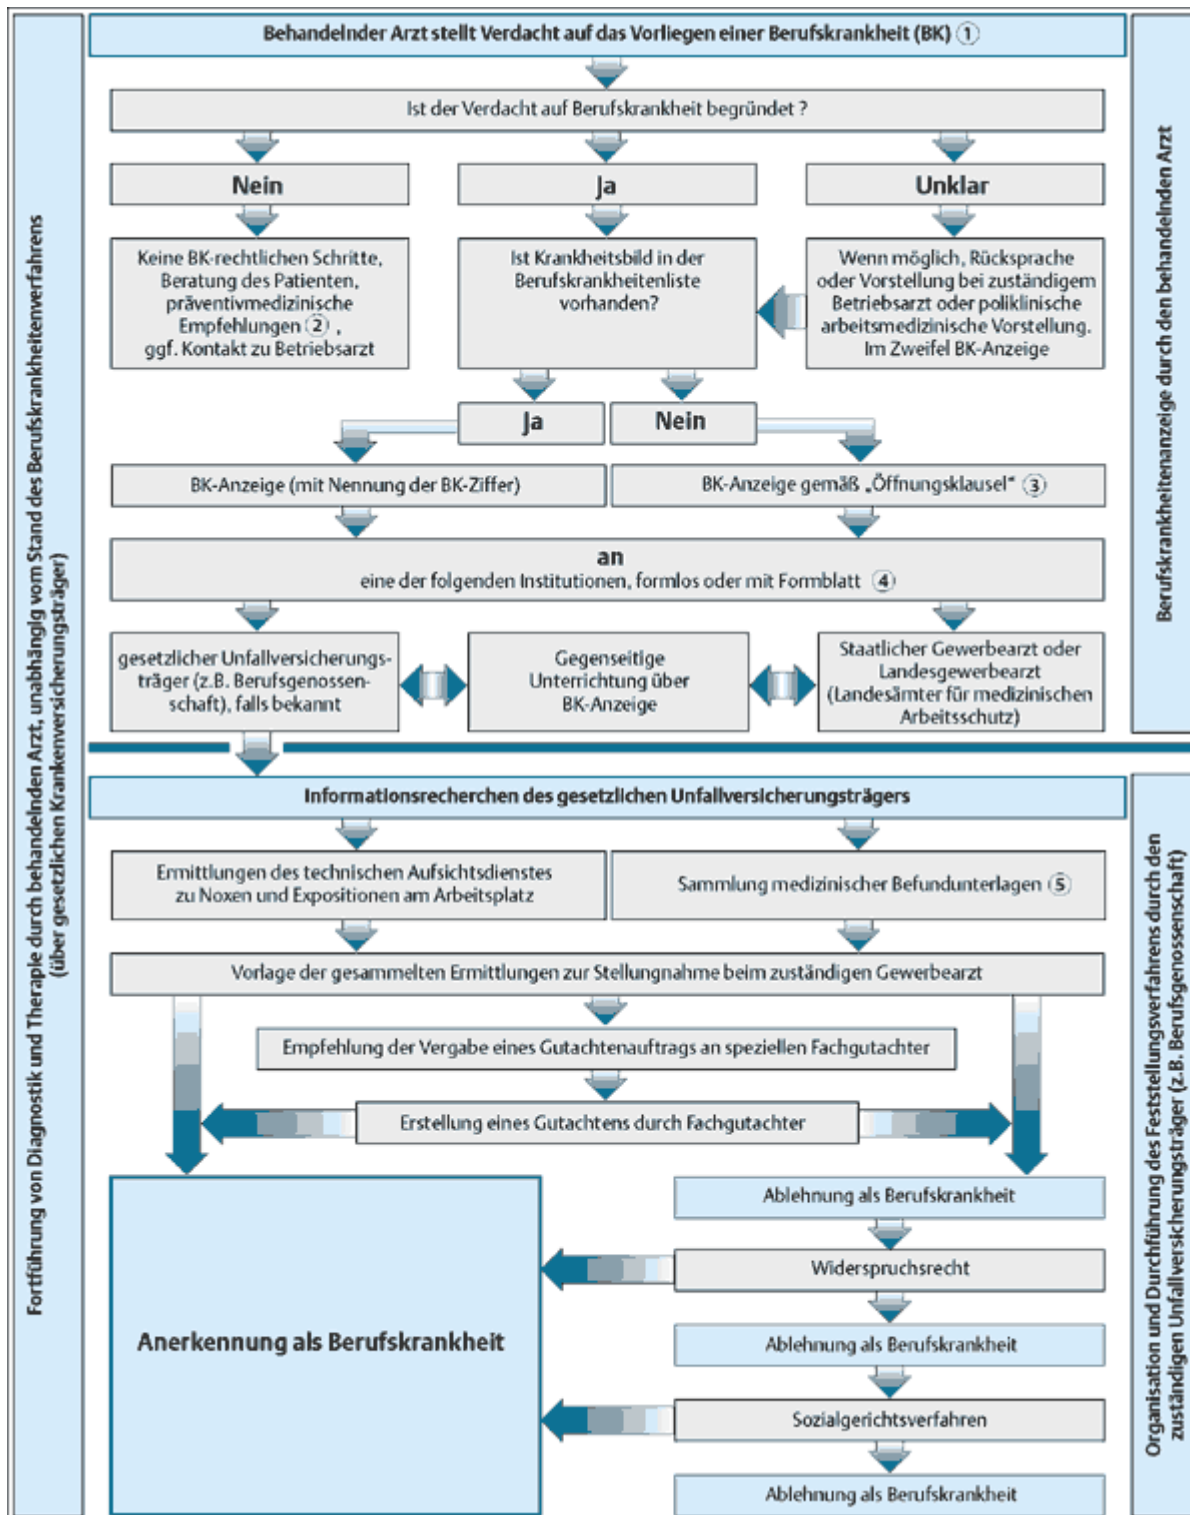 Behandelnder Arzt stellt Verdacht auf das Vorliegen einer Berufskrankheit (BK) ①
Ist der Verdacht auf Berufskrankheit begründet ?
Nein
Ja
Unklar
Keine BK-rechtlichen Schritte,
Beratung des Patienten,
präventivmedizinische
Empfehlungen ② ,
ggf. Kontakt zu Betriebsarzt
Ist Krankheitsbild in der
Berufskrankheitenliste
vorhanden?
Wenn möglich, Rücksprache
oder Vorstellung bei zuständigem
Betriebsarzt oder poliklinische
arbeitsmedizinische Vorstellung.
Im Zweifel BK-Anzeige
Ja
Nein
BK-Anzeige (mit Nennung der BK-Ziffer)
BK-Anzeige gemäß „Öffnungsklausel“ ③
an
eine der folgenden Institutionen, formlos oder mit Formblatt ④
gesetzlicher Unfallversicherungs-
träger (z.B. Berufsgenossen-
schaft), falls bekannt
Gegenseitige
Unterrichtung über
BK-Anzeige
Staatlicher Gewerbearzt oder
Landesgewerbearzt
(Landesämter für medizinischen
Arbeitsschutz)
Informationsrecherchen des gesetzlichen Unfallversicherungsträgers
Ermittlungen des technischen Aufsichtsdienstes
zu Noxen und Expositionen am Arbeitsplatz
Sammlung medizinischer Befundunterlagen ⑤
Vorlage der gesammelten Ermittlungen zur Stellungnahme beim zuständigen Gewerbearzt
Empfehlung der Vergabe eines Gutachtenauftrags an speziellen Fachgutachter
Erstellung eines Gutachtens durch Fachgutachter
Anerkennung als Berufskrankheit
Ablehnung als Berufskrankheit
Widerspruchsrecht
Ablehnung als Berufskrankheit
Sozialgerichtsverfahren
Ablehnung als Berufskrankheit
Fortführung von Diagnostik und Therapie durch behandelnden Arzt, unabhängig vom Stand des Berufskrankheitenverfahrens
(über gesetzlichen Krankenversicherungsträger)
Berufskrankheitenanzeige durch den behandelnden Arzt
Organisation und Durchführung des Feststellungsverfahrens durch den
zuständigen Unfallversicherungsträger (z.B. Berufsgenossenschaft)